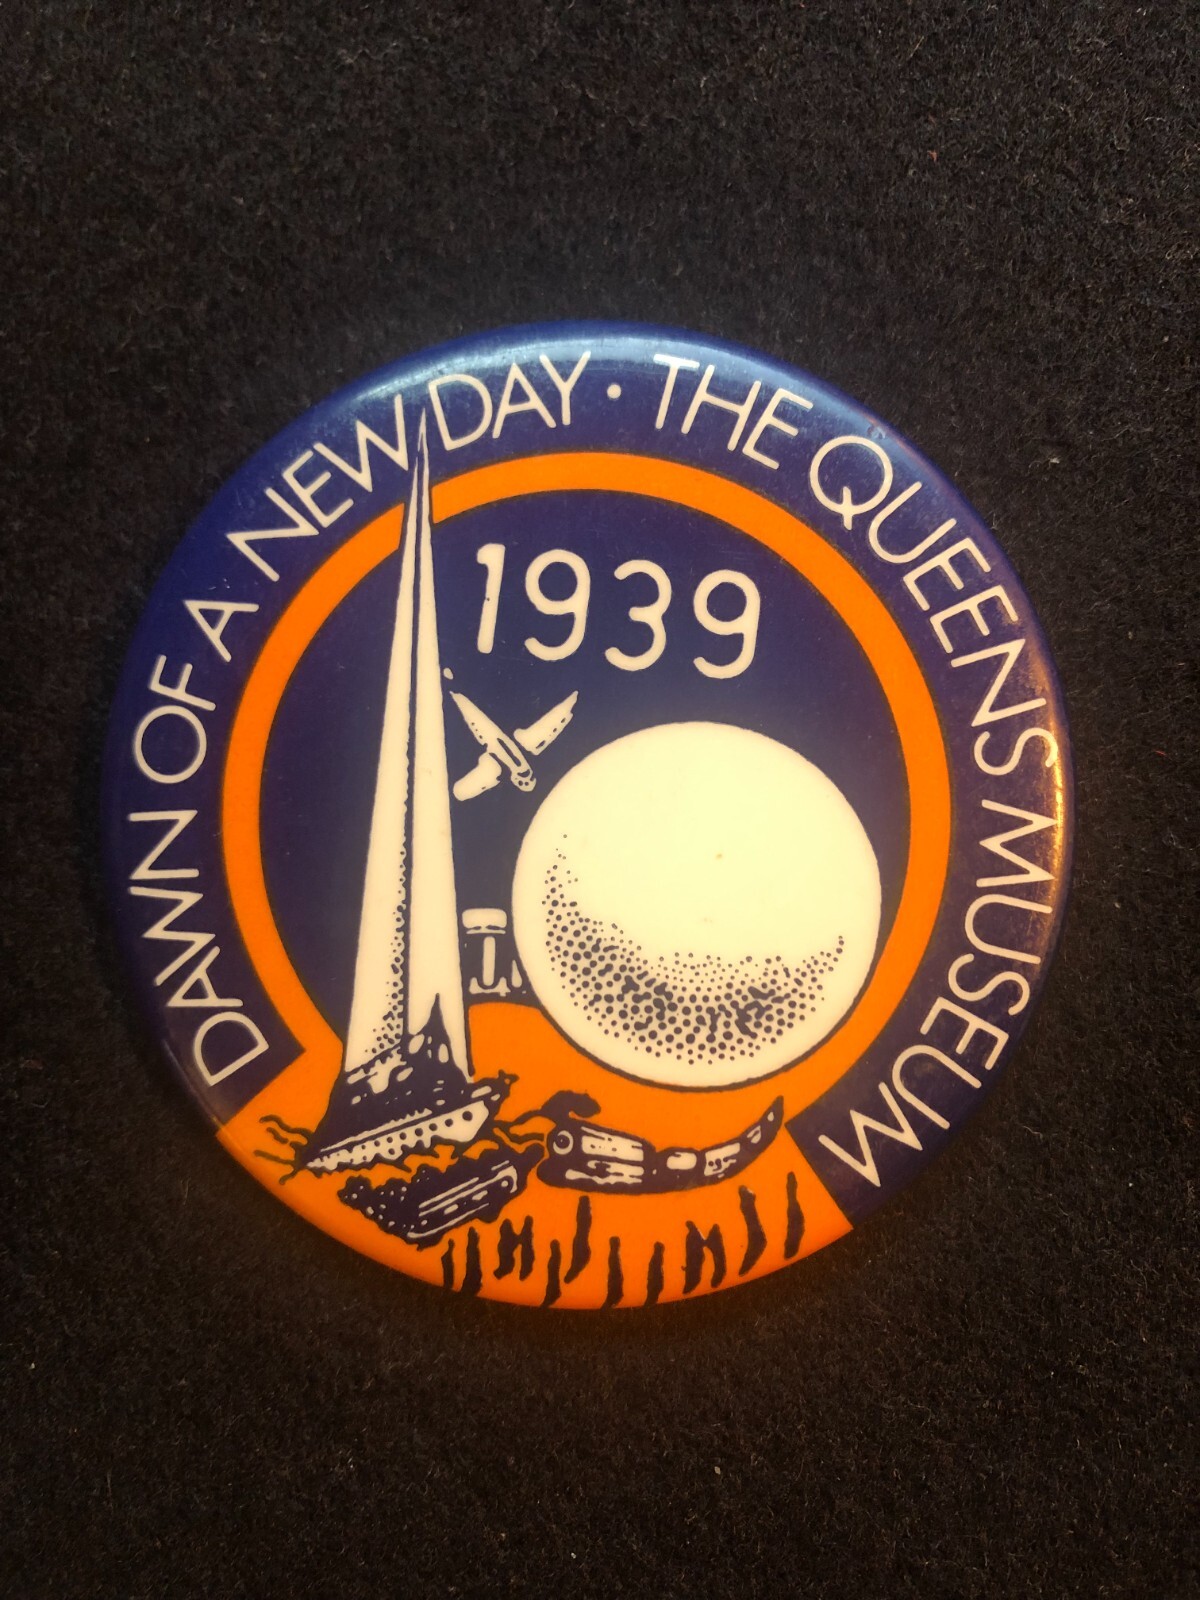 DAWN OF A NEW DAY · THE QUEENS MUSEUM
1939